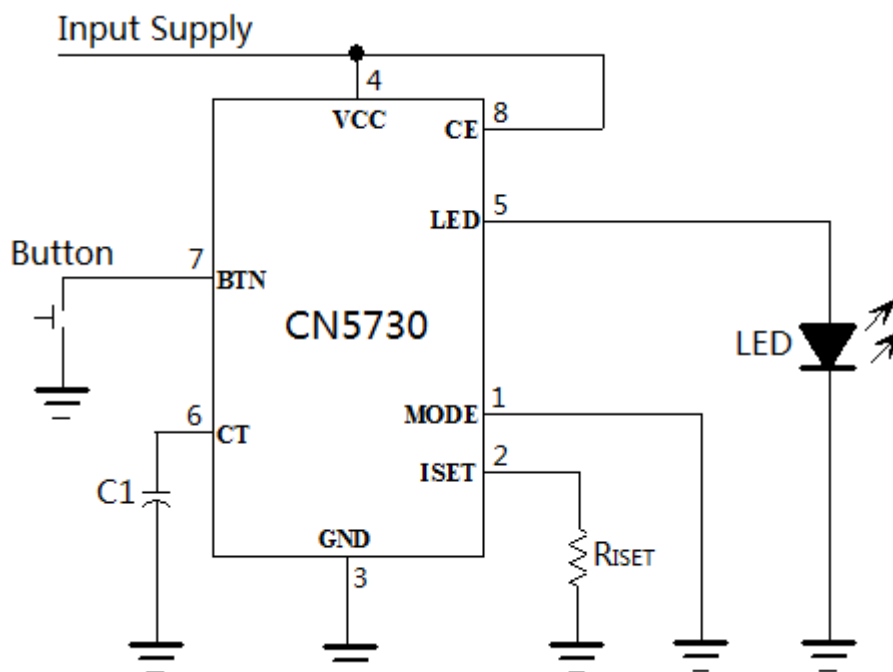 Input Supply
4
VCC
8
CE
5
LED
Button
7
BTN
CN5730
LED
1
MODE
6
CT
2
ISET
C1
RISET
GND
3